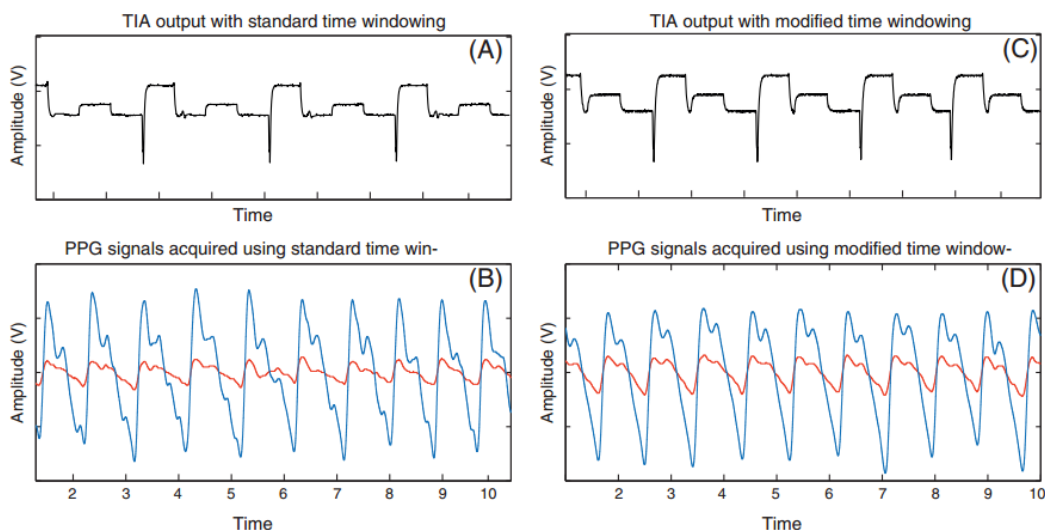 TIA output with standard time windowing
(A)
Amplitude (V)
Time
TIA output with modified time windowing
(C)
Amplitude (V)
Time
PPG signals acquired using standard time win-
(B)
Amplitude (V)
2 3 4 5 6 7 8 9 10
Time
PPG signals acquired using modified time window-
(D)
Amplitude (V)
2 3 4 5 6 7 8 9 10
Time